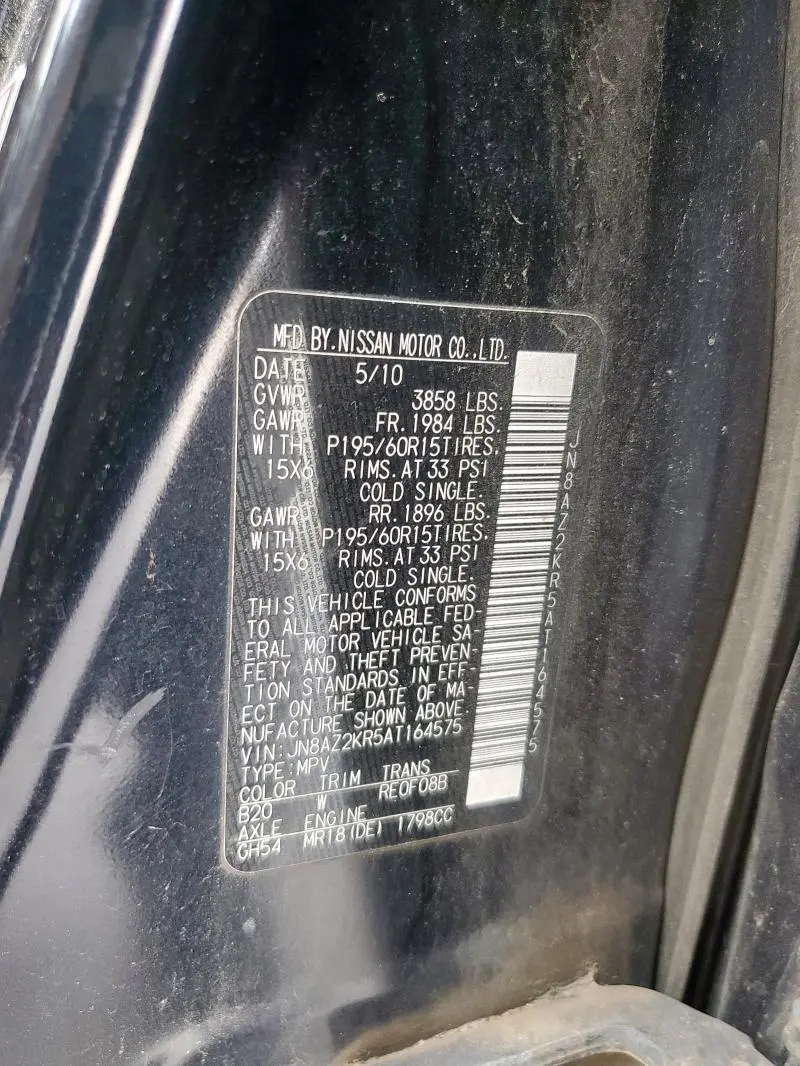 MFD BY.NISSAN MOTOR CO.,LTD.
DATE 5/10
GVWR 3858 LBS.
GAWR FR.1984 LBS.
WITH P195/60R15TIRES,
15X6 RIMS.AT 33 PSI
COLD SINGLE.
GAWR RR.1896 LBS.
WITH P195/60R15TIRES,
15X6 RIMS.AT 33 PSI
COLD SINGLE.
THIS VEHICLE CONFORMS
TO ALL APPLICABLE FED-
ERAL MOTOR VEHICLE SA-
FETY AND THEFT PREVEN-
TION STANDARDS IN EFF-
ECT ON THE DATE OF MA-
NUFACTURE SHOWN ABOVE.
VIN:JN8AZ2KR5AT164575
TYPE:MPV
COLOR TRIM TRANS
B20 W RE0F08B
AXLE ENGINE
GH54 MR18(DE) 1798CC
JN8AZ2KR5AT164575